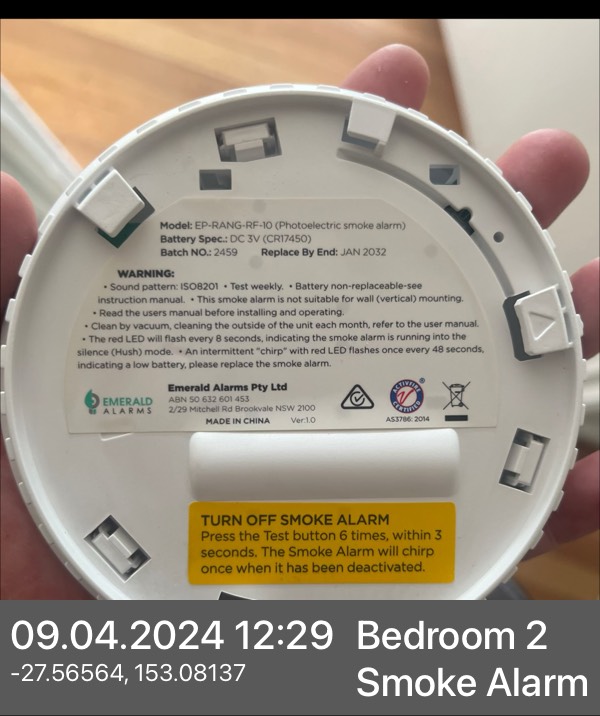 Model: EP-RANG-RF-10 (Photoelectric smoke alarm)
Battery Spec.: DC 3V (CR17450)
Batch NO.: 2459 Replace By End: JAN 2032
WARNING:
• Sound pattern: ISO8201 • Test weekly. • Battery non-replaceable-see
instruction manual. • This smoke alarm is not suitable for wall (vertical) mounting.
• Read the users manual before installing and operating.
• Clean by vacuum, cleaning the outside of the unit each month, refer to the user manual.
• The red LED will flash every 8 seconds, indicating the smoke alarm is running into the
silence (Hush) mode. • An intermittent "chirp" with red LED flashes once every 48 seconds,
indicating a low battery, please replace the smoke alarm.
EMERALD
ALARMS
Emerald Alarms Pty Ltd
ABN 50 632 601 453
2/29 Mitchell Rd Brookvale NSW 2100
MADE IN CHINA Ver:1.0
ACTIVFIRE
CERTIFIED
AS3786: 2014
TURN OFF SMOKE ALARM
Press the Test button 6 times, within 3
seconds. The Smoke Alarm will chirp
once when it has been deactivated.
09.04.2024 12:29
-27.56564, 153.08137
Bedroom 2
Smoke Alarm